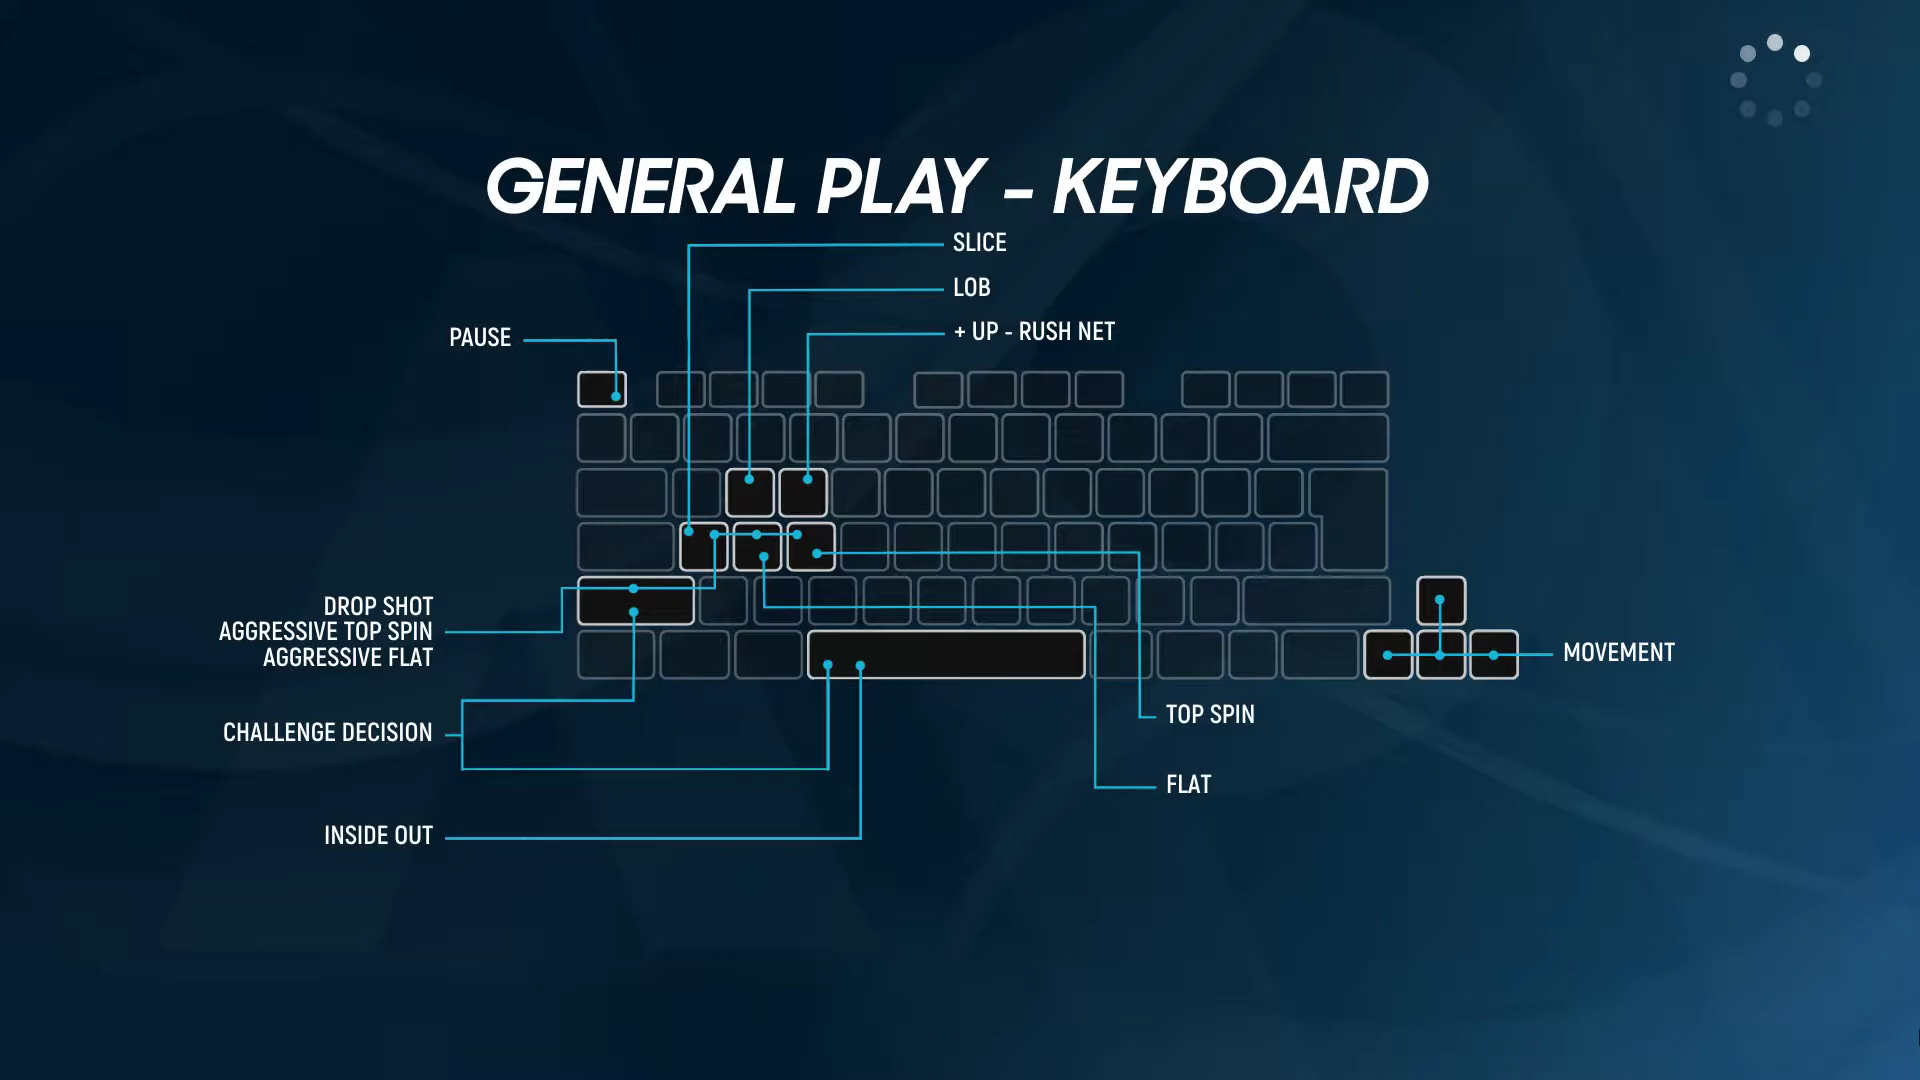 GENERAL PLAY - KEYBOARD
SLICE
LOB
+ UP - RUSH NET
PAUSE
DROP SHOT
AGGRESSIVE TOP SPIN
AGGRESSIVE FLAT
MOVEMENT
CHALLENGE DECISION
TOP SPIN
FLAT
INSIDE OUT